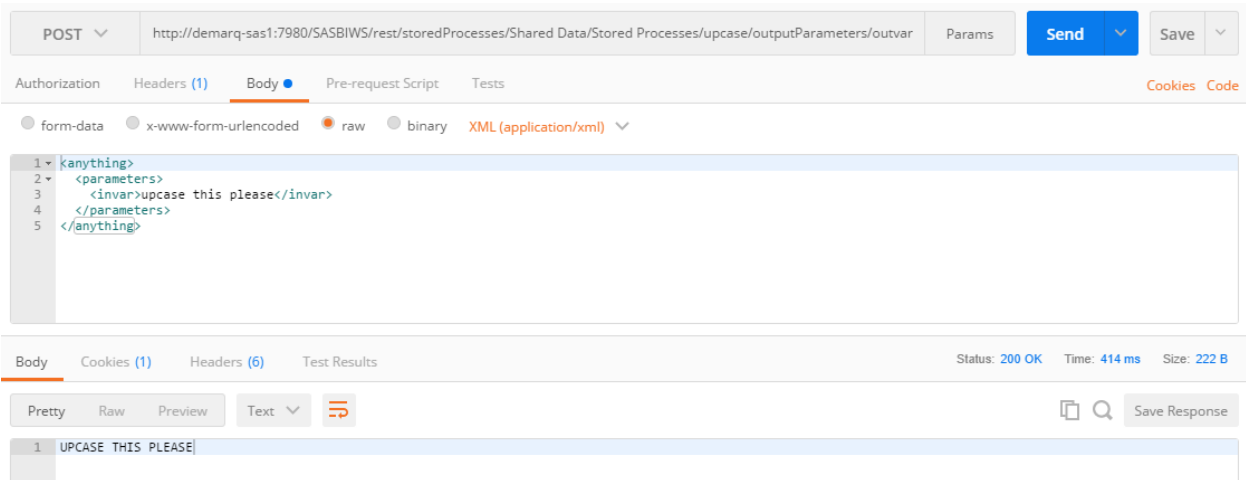 POST http://demarq-sas1:7980/SASBIWS/rest/storedProcesses/Shared Data/Stored Processes/upcase/outputParameters/outvar Params Send Save
Authorization Headers (1) Body Pre-request Script Tests Cookies Code
form-data x-www-form-urlencoded raw binary XML (application/xml)
1 <anything>
2 <parameters>
3 <invar>upcase this please</invar>
4 </parameters>
5 </anything>
Body Cookies (1) Headers (6) Test Results Status: 200 OK Time: 414 ms Size: 222 B
Pretty Raw Preview Text Save Response
1 UPCASE THIS PLEASE